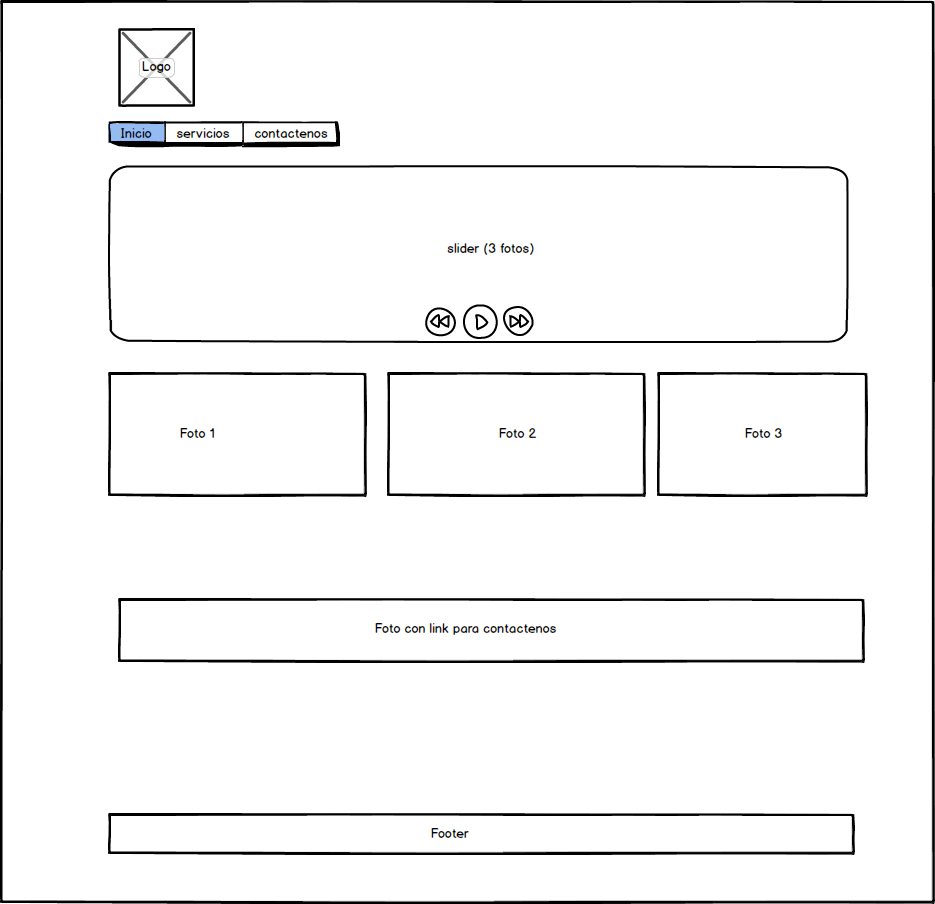 Logo
Inicio servicios contactenos
slider (3 fotos)
Foto 1 Foto 2 Foto 3
Foto con link para contactenos
Footer